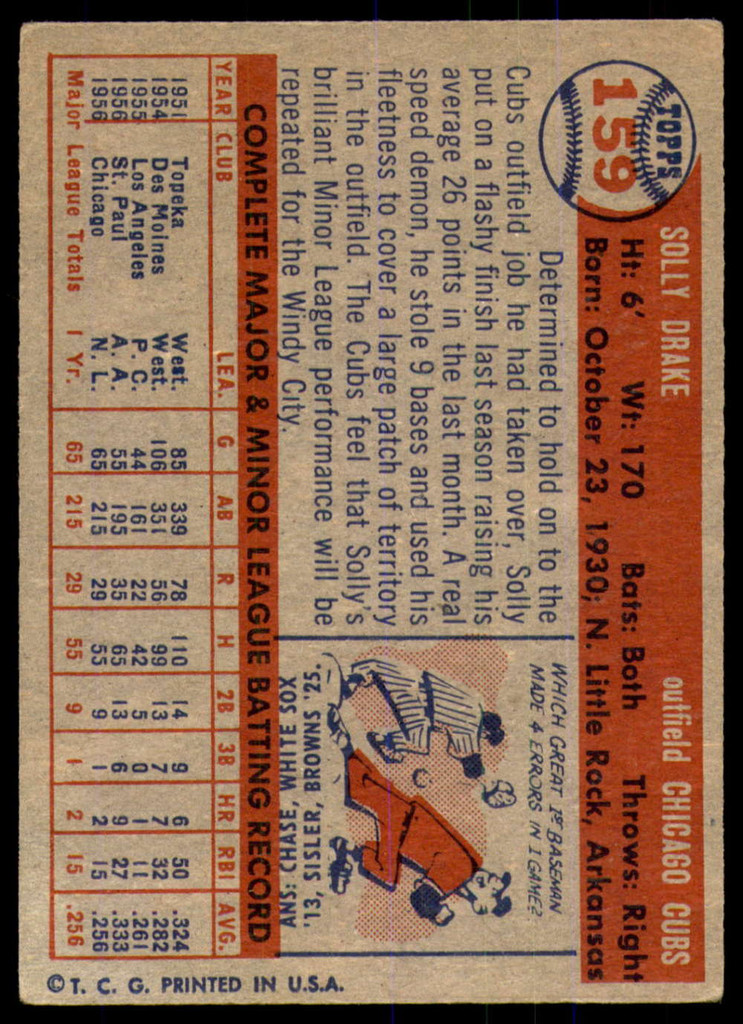 TOPPS
159
SOLLY DRAKE outfield CHICAGO CUBS
Ht: 6' Wt: 170 Bats: Both Throws: Right
Born: October 23, 1930; N. Little Rock, Arkansas
Determined to hold on to the
Cubs outfield job he had taken over, Solly
put on a flashy finish last season raising his
average 26 points in the last month. A real
speed demon, he stole 9 bases and used his
fleetness to cover a large patch of territory
in the outfield. The Cubs feel that Solly's
brilliant Minor League performance will be
repeated for the Windy City.
WHICH GREAT 1ST BASEMAN
MADE 4 ERRORS IN 1 GAME?
ANS: CHASE, WHITE SOX
'13, SISLER, BROWNS '25.
COMPLETE MAJOR & MINOR LEAGUE BATTING RECORD
YEAR CLUB LEA. G AB R H 2B 3B HR RBI AVG.
1951 Topeka West. 85 339 78 110 14 9 6 50 .324
1954 Des Moines West. 106 351 56 99 13 7 7 32 .282
1955 Los Angeles P. C. 44 161 22 42 5 0 1 11 .261
1956 St. Paul A. A. 55 195 35 65 13 6 9 27 .333
1956 Chicago N. L. 65 215 29 55 9 1 2 15 .256
Major League Totals 1 Yr. 65 215 29 55 9 1 2 15 .256
© T. C. G. PRINTED IN U.S.A.